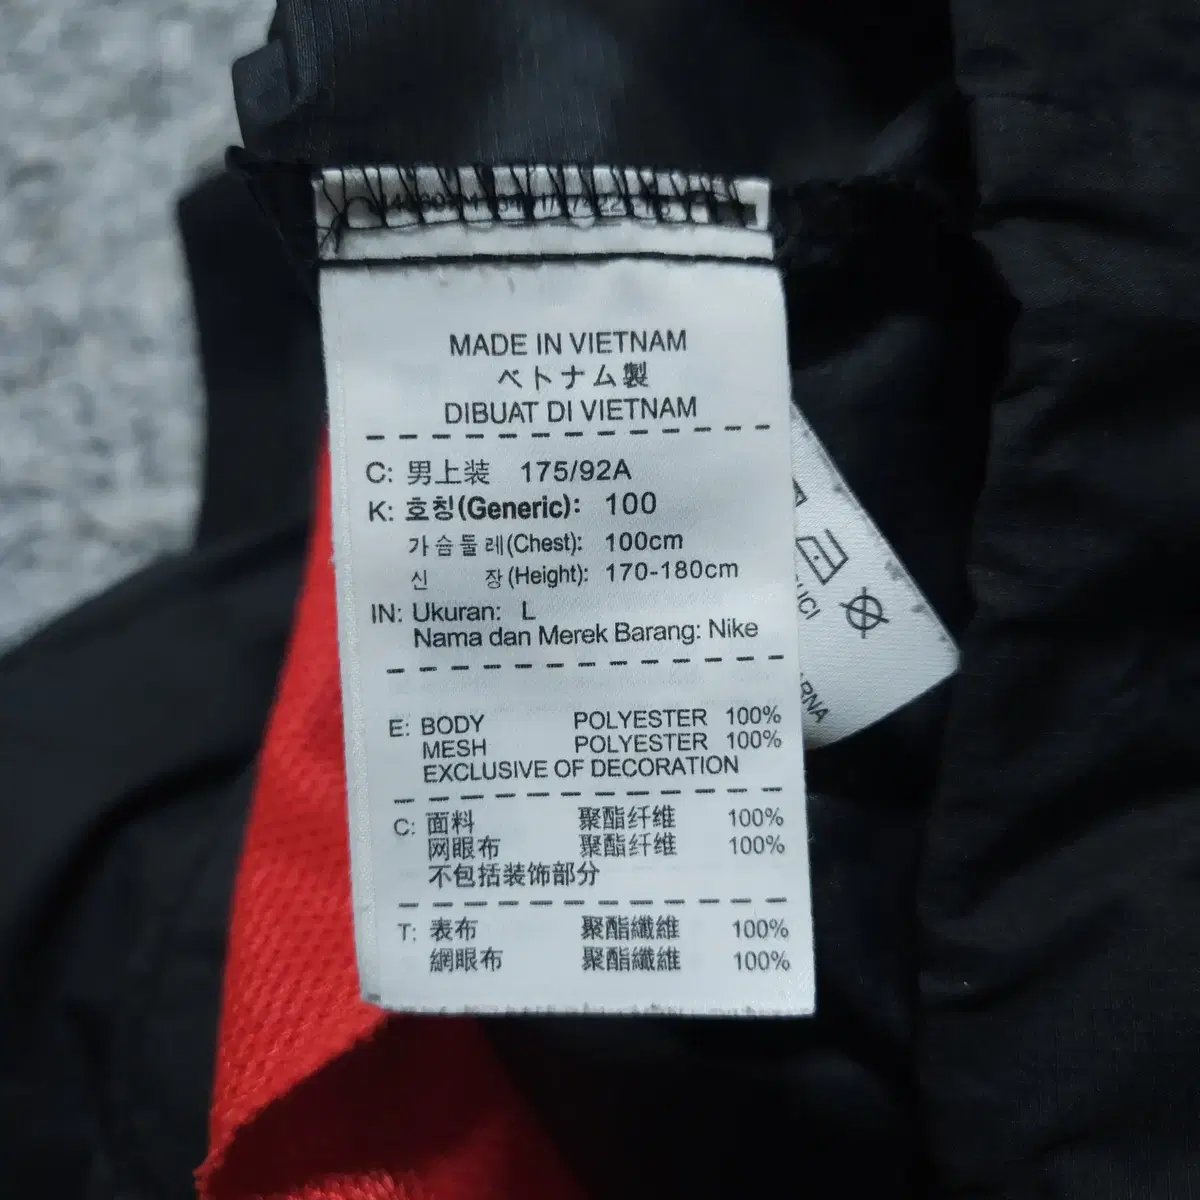 MADE IN VIETNAM
ベトナム製
DIBUAT DI VIETNAM
C: 男上装 175/92A
K: 호칭(Generic): 100
가슴둘레(Chest): 100cm
신 장(Height): 170-180cm
IN: Ukuran: L
Nama dan Merek Barang: Nike
E: BODY POLYESTER 100%
MESH POLYESTER 100%
EXCLUSIVE OF DECORATION
C: 面料 聚酯纤维 100%
网眼布 聚酯纤维 100%
不包括装饰部分
T: 表布 聚酯纖維 100%
網眼布 聚酯纖維 100%